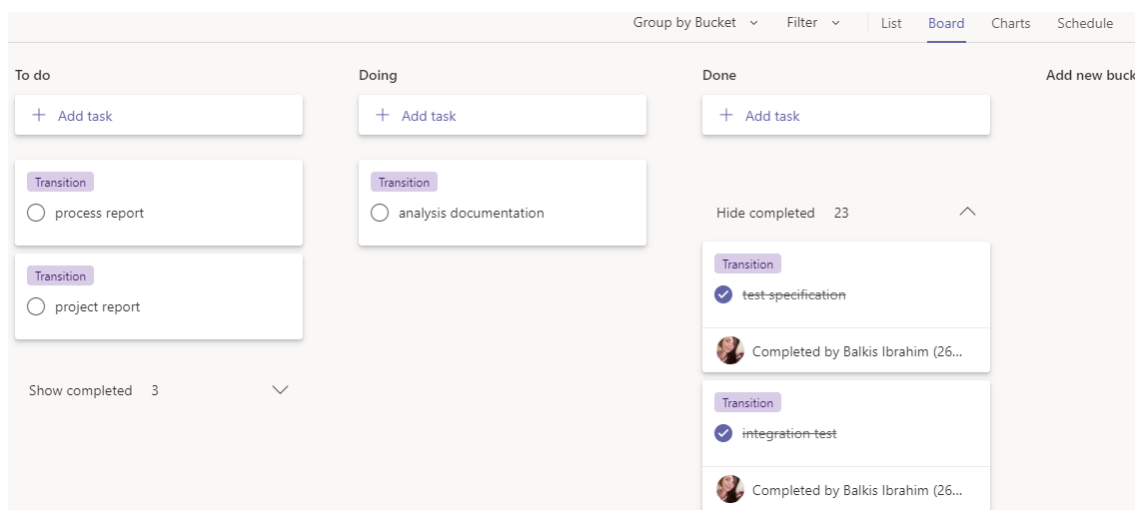 Group by Bucket Filter List Board Charts Schedule
To do
+ Add task
Transition
process report
Transition
project report
Show completed 3
Doing
+ Add task
Transition
analysis documentation
Done
+ Add task
Hide completed 23
Transition
test specification
Completed by Balkis Ibrahim (26...
Transition
integration test
Completed by Balkis Ibrahim (26...
Add new buck